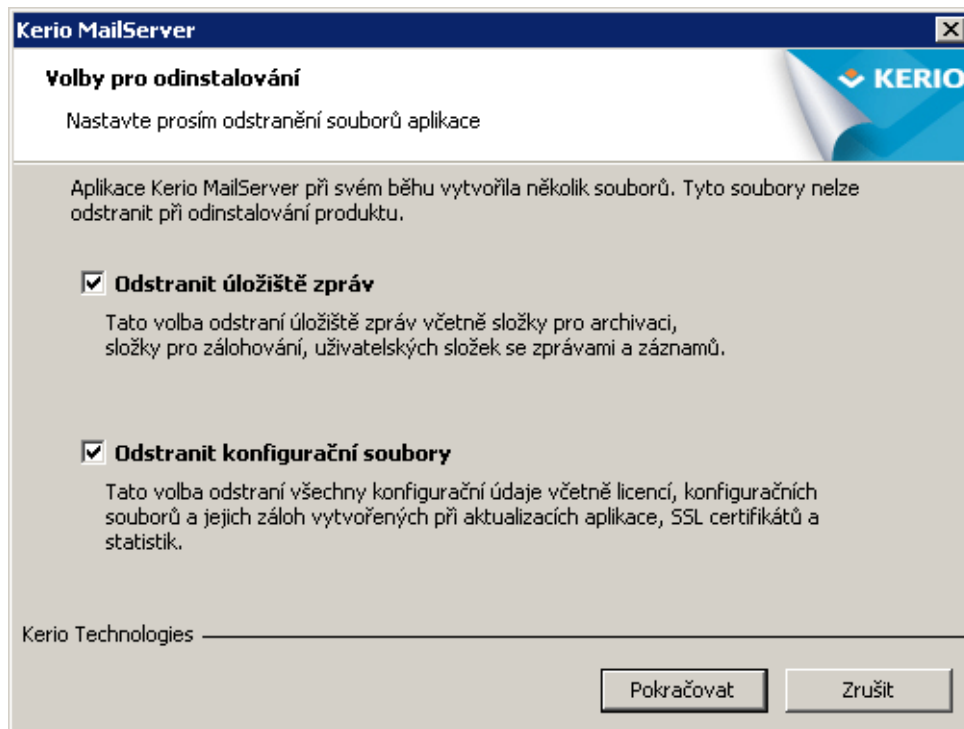 Kerio MailServer
Volby pro odinstalování
KERIO
Nastavte prosím odstranění souborů aplikace
Aplikace Kerio MailServer při svém běhu vytvořila několik souborů. Tyto soubory nelze
odstranit při odinstalování produktu.
Odstranit úložiště zpráv
Tato volba odstraní úložiště zpráv včetně složky pro archivaci,
složky pro zálohování, uživatelských složek se zprávami a záznamů.
Odstranit konfigurační soubory
Tato volba odstraní všechny konfigurační údaje včetně licencí, konfiguračních
souborů a jejich záloh vytvořených při aktualizacích aplikace, SSL certifikátů a
statistik.
Kerio Technologies
Pokračovat
Zrušit